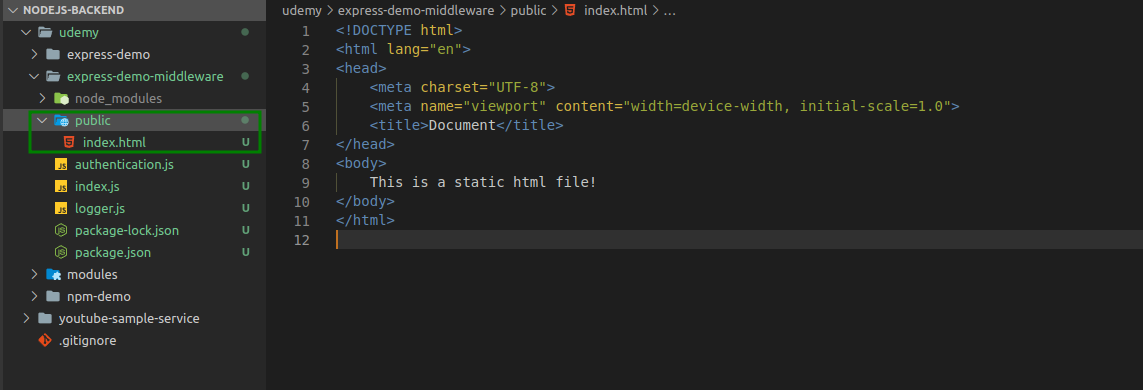 NODEJS-BACKEND
udemy
express-demo
express-demo-middleware
node_modules
public
index.html U
JS authentication.js U
JS index.js U
JS logger.js U
package-lock.json U
package.json U
modules
npm-demo
youtube-sample-service
.gitignore
udemy > express-demo-middleware > public > index.html > ...
1 <!DOCTYPE html>
2 <html lang="en">
3 <head>
4 <meta charset="UTF-8">
5 <meta name="viewport" content="width=device-width, initial-scale=1.0">
6 <title>Document</title>
7 </head>
8 <body>
9 This is a static html file!
10 </body>
11 </html>
12